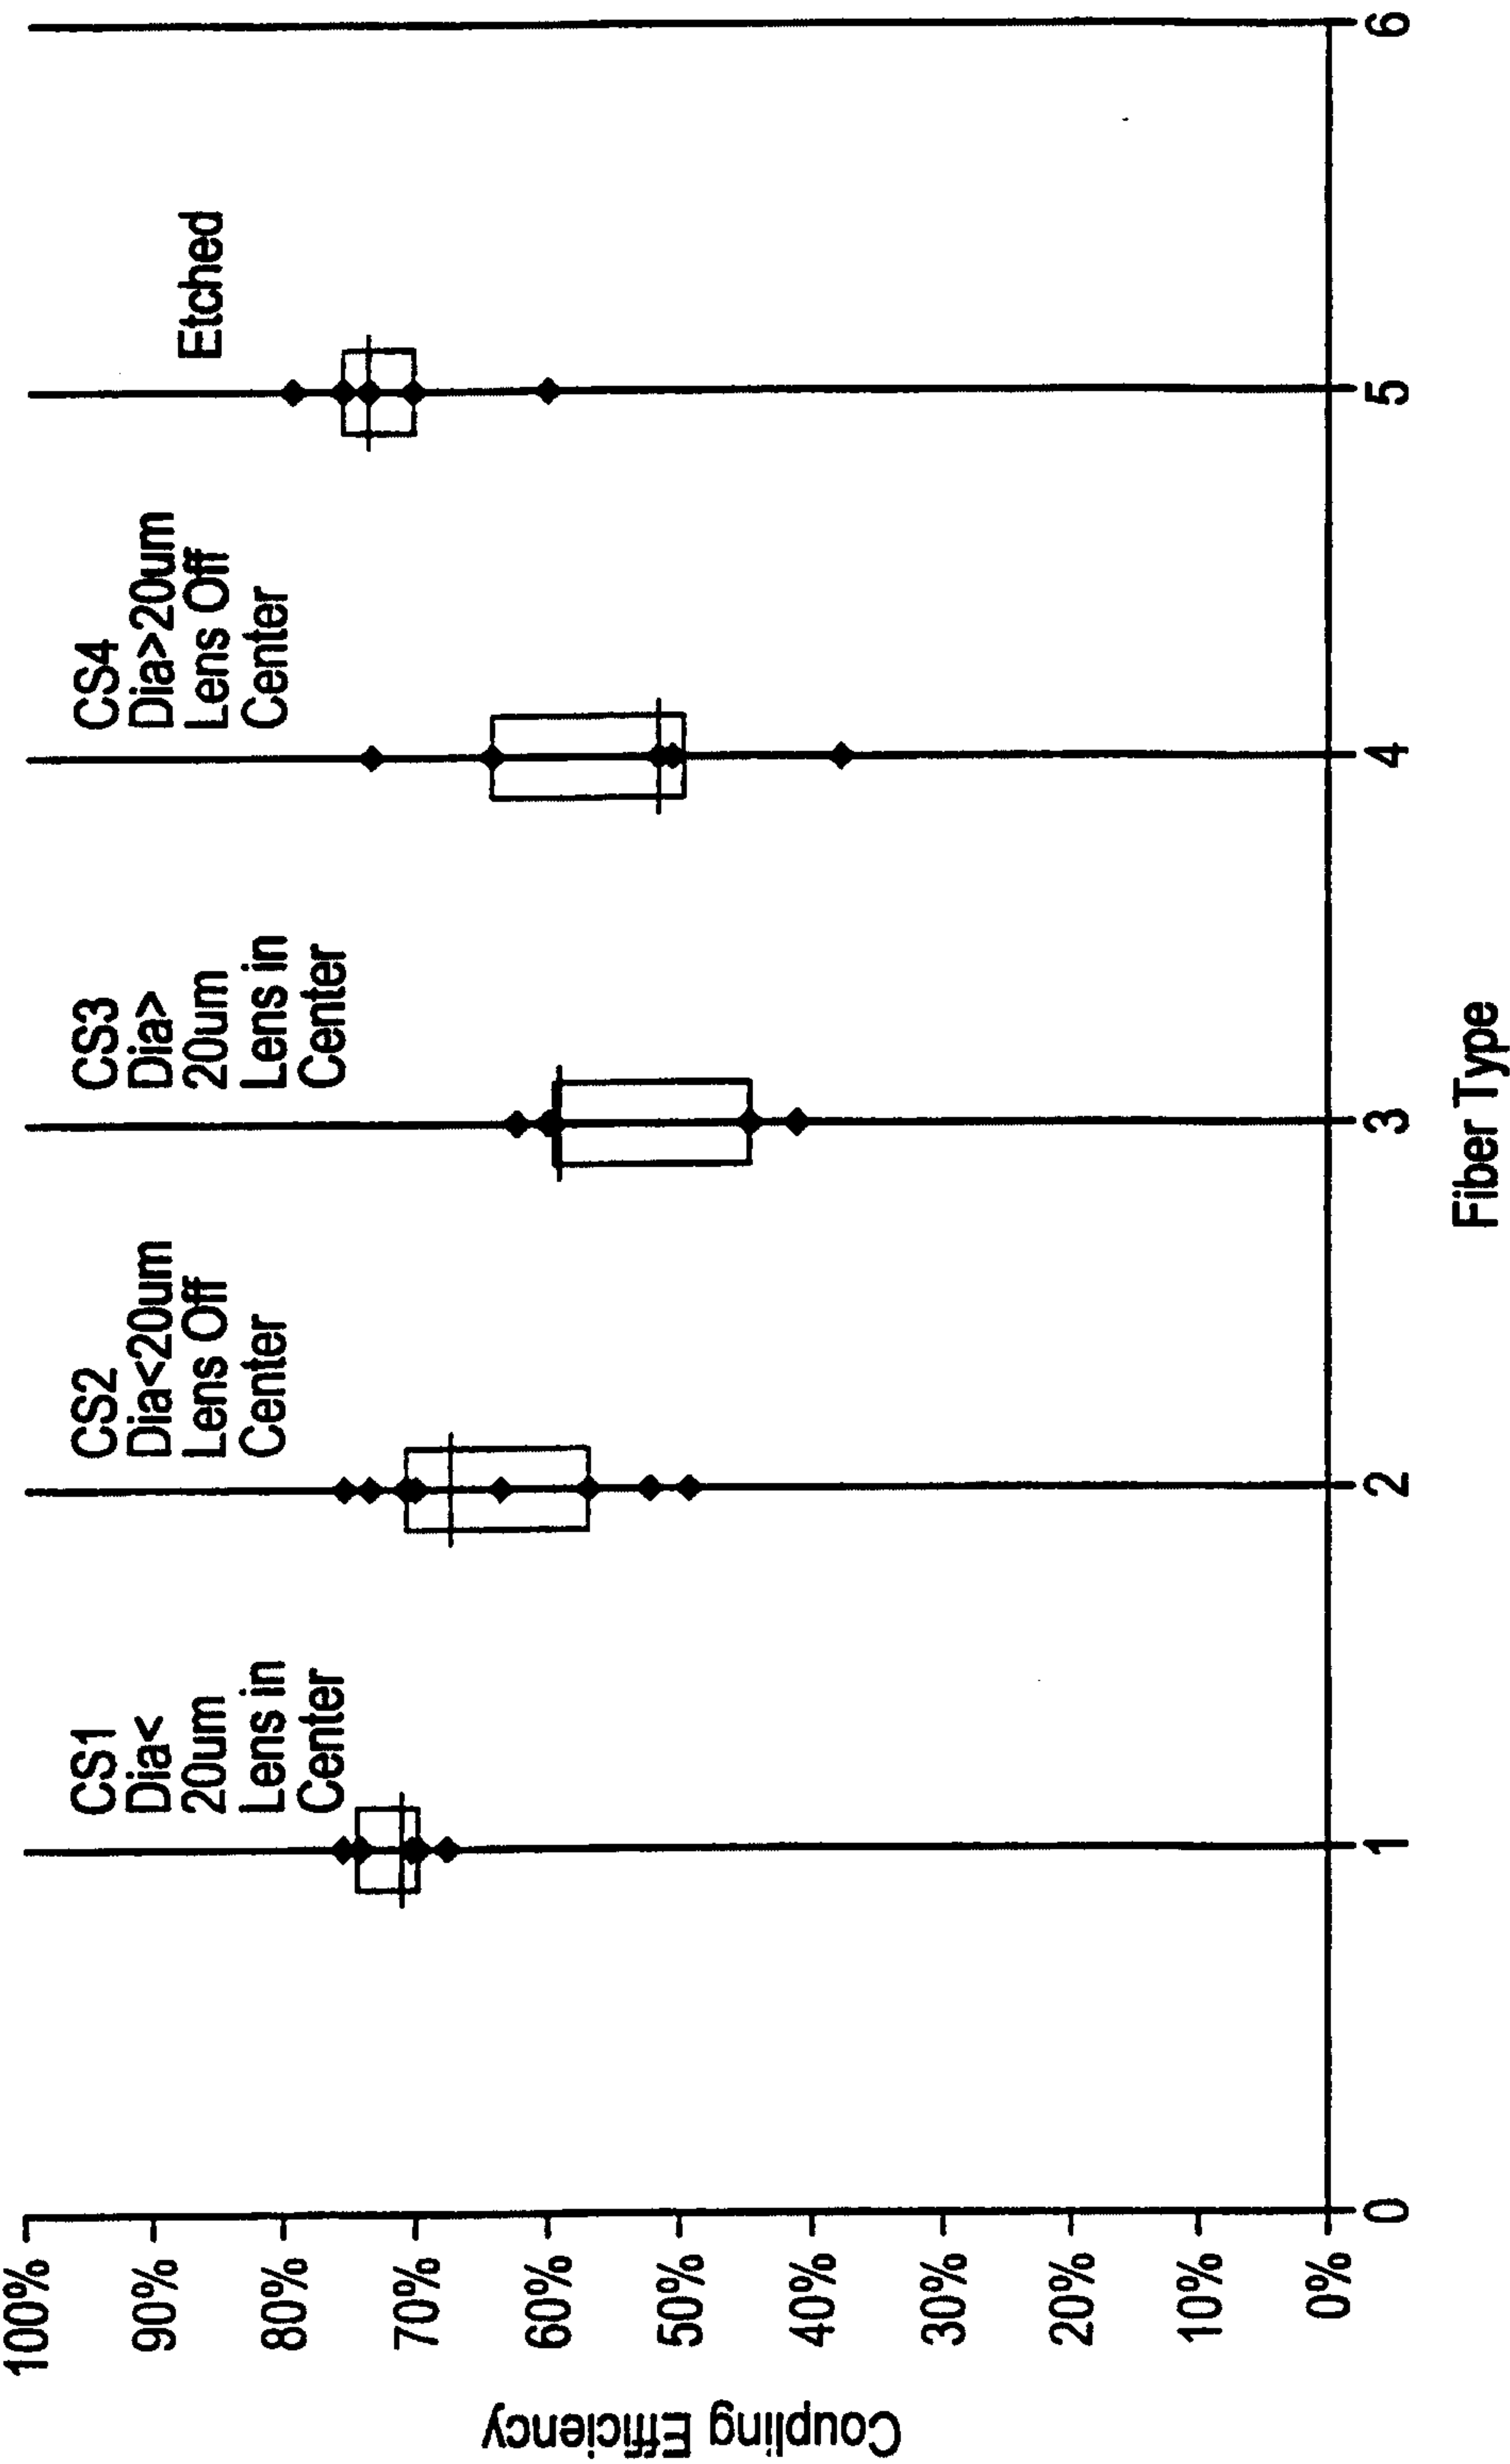 100%
90%
80%
70%
60%
50%
40%
30%
20%
10%
0%
Coupling Efficiency
CS1
Dia<
20um
Lens in
Center
CS2
Dia<20um
Lens Off
Center
CS3
Dia>
20um
Lens in
Center
CS4
Dia>20um
Lens Off
Center
Etched
0
1
2
3
4
5
6
Fiber Type